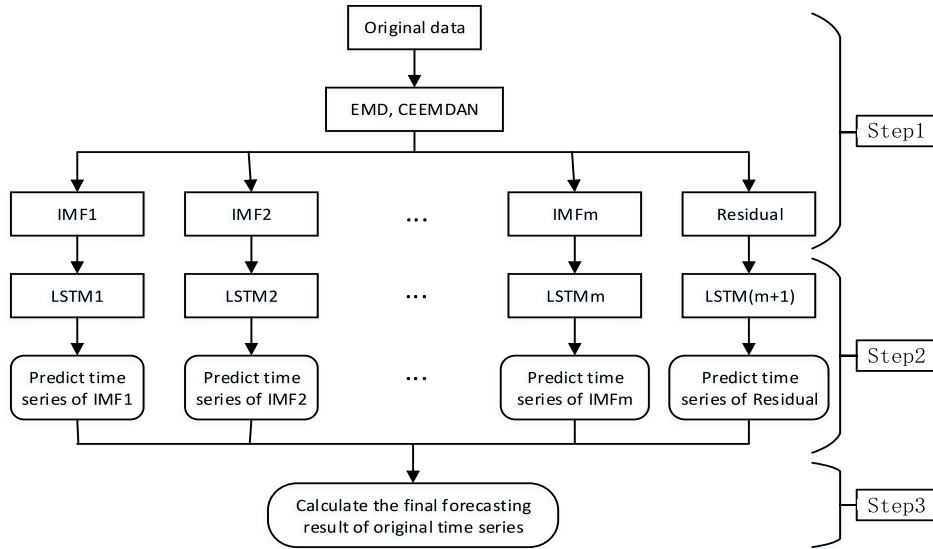 Original data
EMD, CEEMDAN
Step1
IMF1
IMF2
...
IMFm
Residual
LSTM1
LSTM2
...
LSTMm
LSTM(m+1)
Step2
Predict time
series of IMF1
Predict time
series of IMF2
...
Predict time
series of IMFm
Predict time
series of Residual
Calculate the final forecasting
result of original time series
Step3